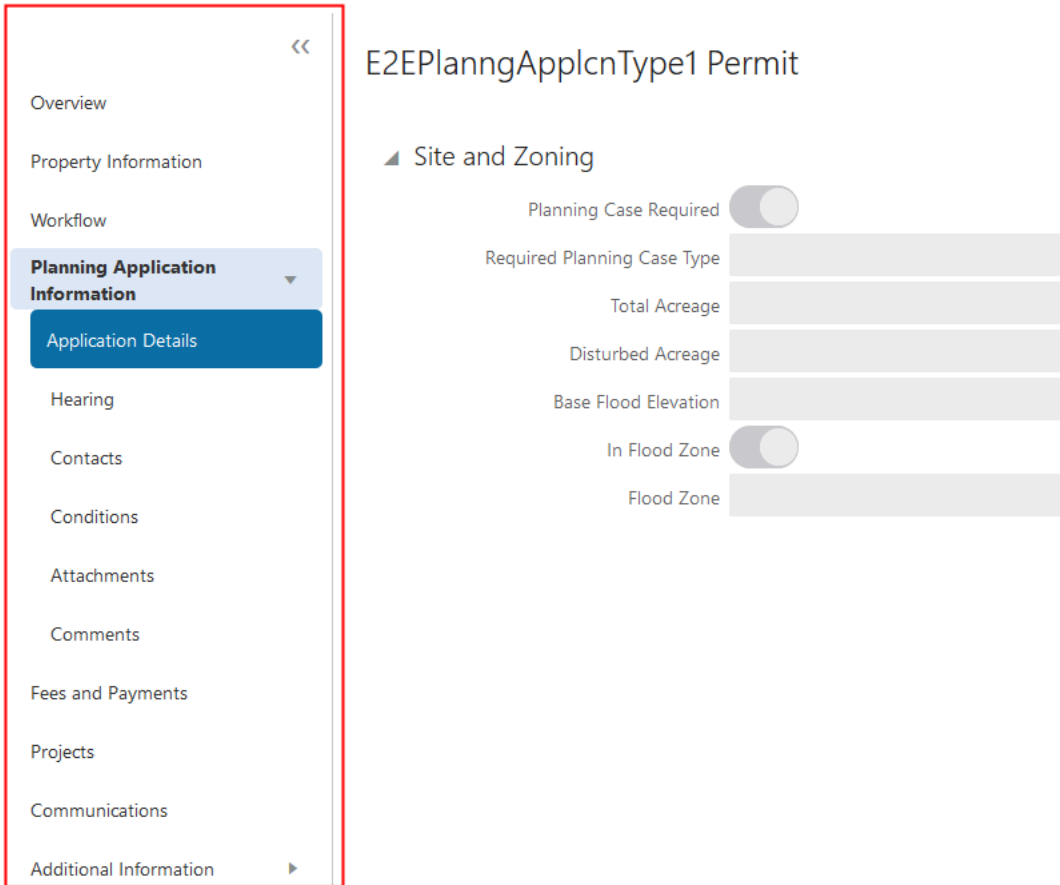 Overview
Property Information
Workflow
Planning Application
Information
Application Details
Hearing
Contacts
Conditions
Attachments
Comments
Fees and Payments
Projects
Communications
Additional Information
E2EPlanngApplcnType1 Permit
Site and Zoning
Planning Case Required
Required Planning Case Type
Total Acreage
Disturbed Acreage
Base Flood Elevation
In Flood Zone
Flood Zone